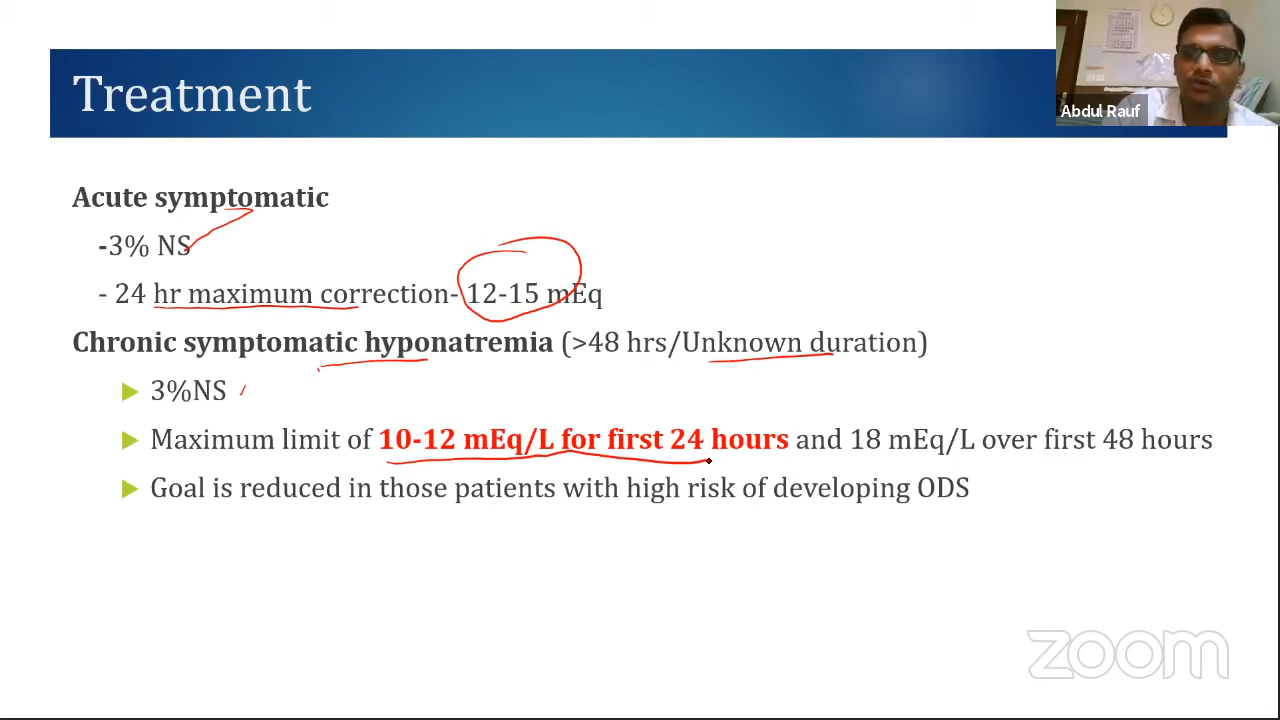 Treatment
Abdul Rauf
Acute symptomatic
-3% NS
- 24 hr maximum correction- 12-15 mEq
Chronic symptomatic hyponatremia (>48 hrs/Unknown duration)
3%NS
Maximum limit of 10-12 mEq/L for first 24 hours and 18 mEq/L over first 48 hours
Goal is reduced in those patients with high risk of developing ODS
zoom